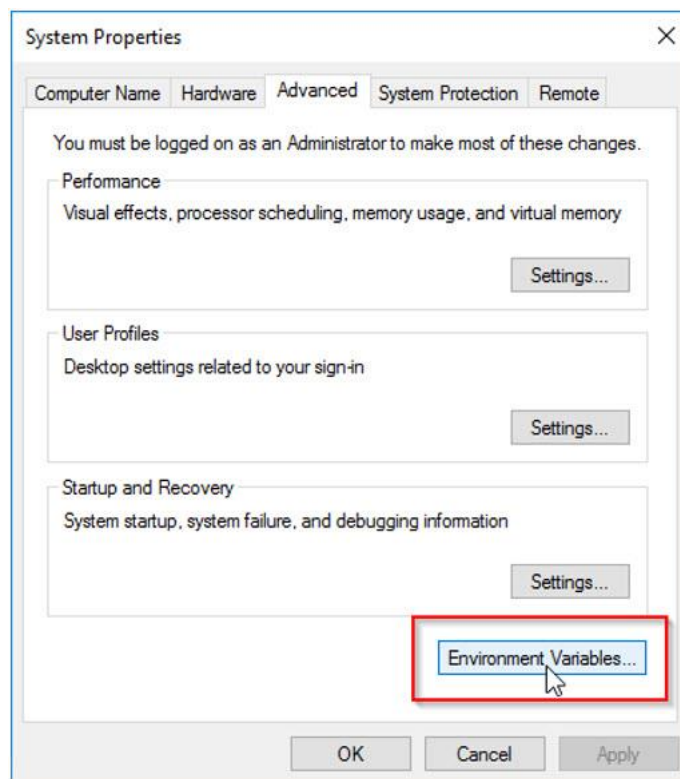 System Properties
Computer Name Hardware Advanced System Protection Remote
You must be logged on as an Administrator to make most of these changes.
Performance
Visual effects, processor scheduling, memory usage, and virtual memory
Settings...
User Profiles
Desktop settings related to your sign-in
Settings...
Startup and Recovery
System startup, system failure, and debugging information
Settings...
Environment Variables...
OK Cancel Apply